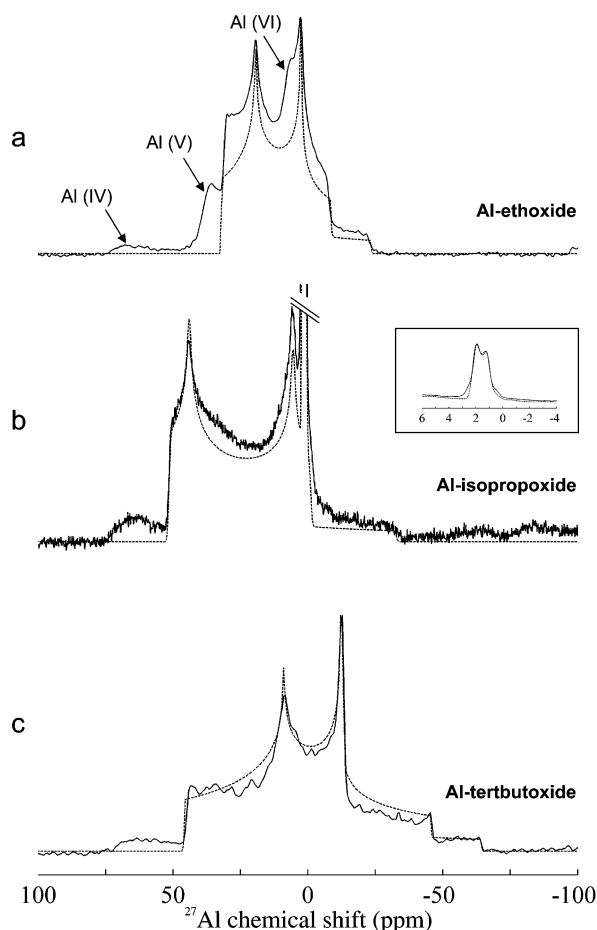 a
Al (VI)
Al (V)
Al (IV)
Al-ethoxide
b
6 4 2 0 -2 -4
Al-isopropoxide
c
Al-tertbutoxide
100 50 0 -50 -100
²⁷Al chemical shift (ppm)